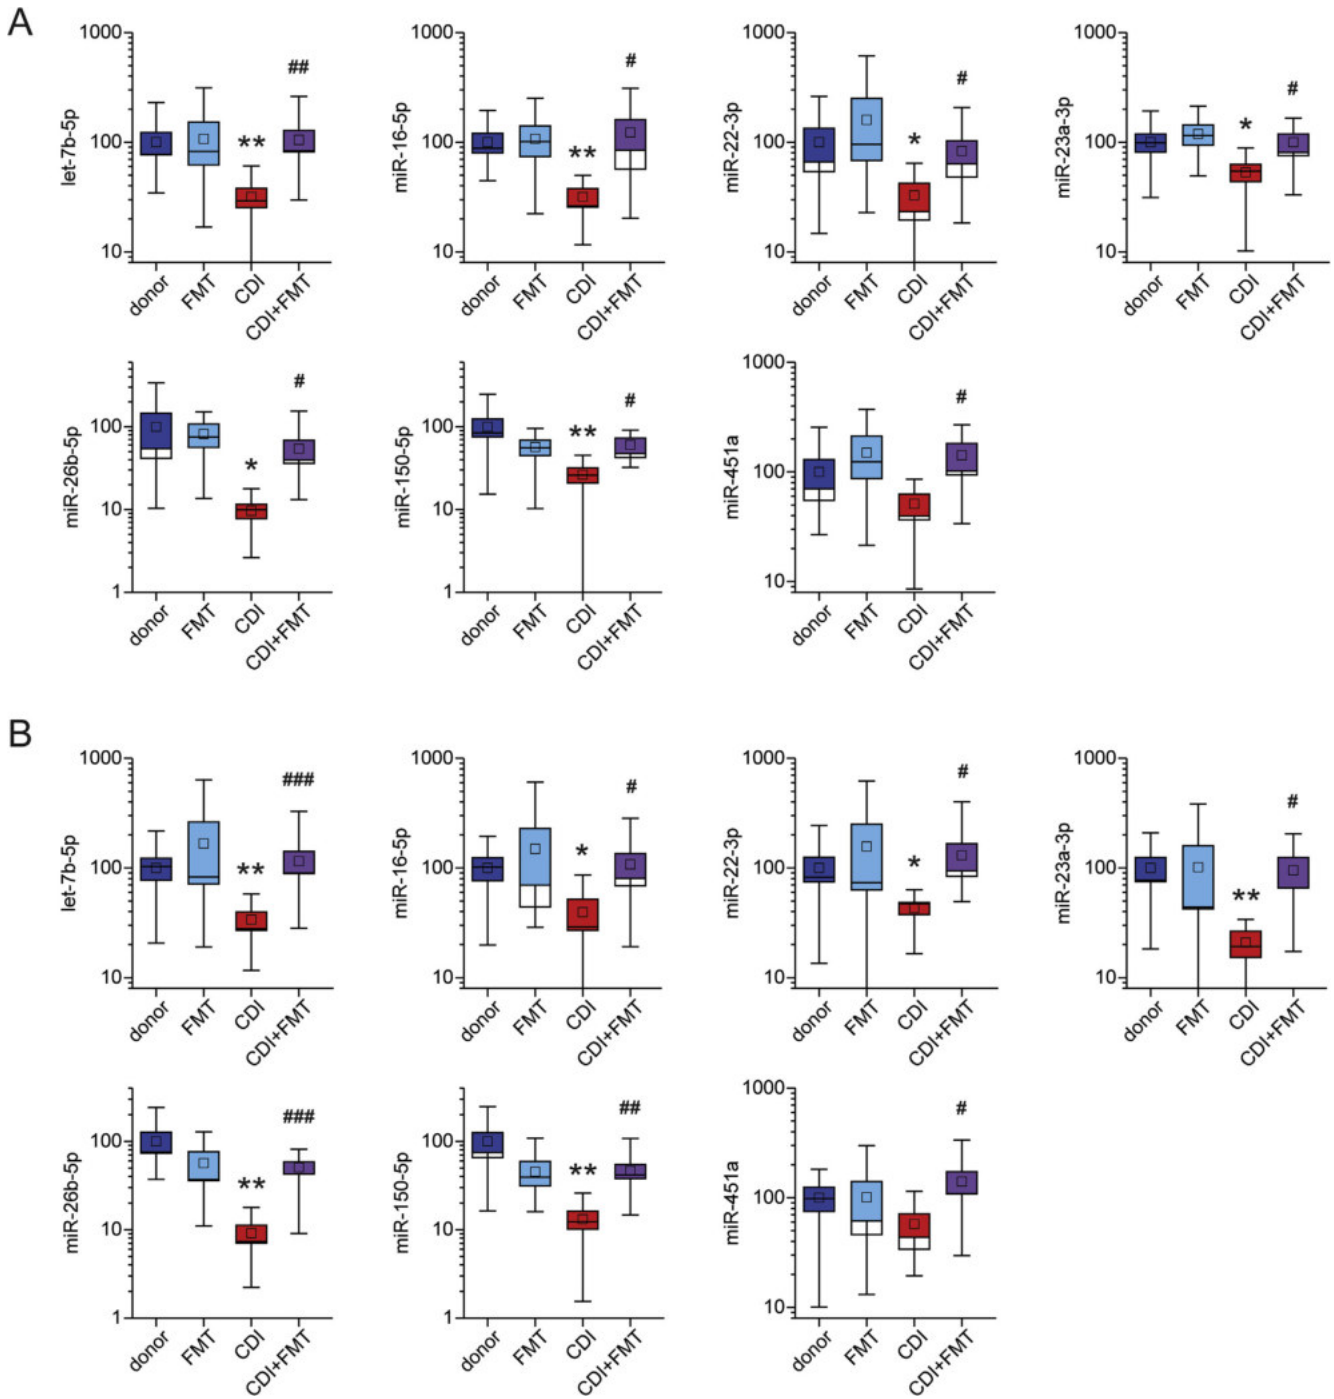 A
let-7b-5p
1000
100
10
** ##
donor FMT CDI CDI+FMT
miR-16-5p
1000
100
10
** #
donor FMT CDI CDI+FMT
miR-22-3p
1000
100
10
* #
donor FMT CDI CDI+FMT
miR-23a-3p
1000
100
10
* #
donor FMT CDI CDI+FMT
miR-26b-5p
100
10
1
* #
donor FMT CDI CDI+FMT
miR-150-5p
100
10
1
** #
donor FMT CDI CDI+FMT
miR-451a
1000
100
10
#
donor FMT CDI CDI+FMT
B
let-7b-5p
1000
100
10
** ###
donor FMT CDI CDI+FMT
miR-16-5p
1000
100
10
* #
donor FMT CDI CDI+FMT
miR-22-3p
1000
100
10
* #
donor FMT CDI CDI+FMT
miR-23a-3p
1000
100
10
** #
donor FMT CDI CDI+FMT
miR-26b-5p
100
10
1
** ###
donor FMT CDI CDI+FMT
miR-150-5p
100
10
1
** ##
donor FMT CDI CDI+FMT
miR-451a
1000
100
10
#
donor FMT CDI CDI+FMT